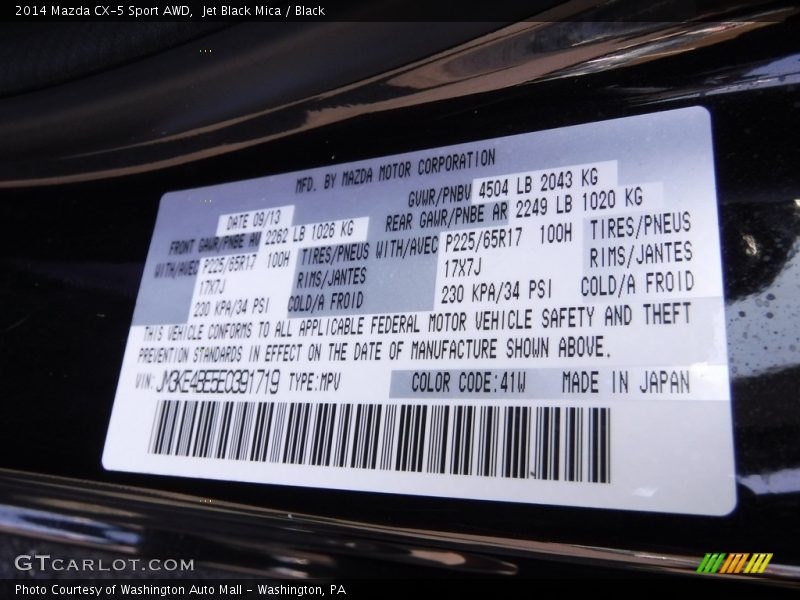 2014 Mazda CX-5 Sport AWD, Jet Black Mica / Black
MFD. BY MAZDA MOTOR CORPORATION
DATE 09/13 GVWR/PNBV 4504 LB 2043 KG
FRONT GAWR/PNBE AV 2262 LB 1026 KG REAR GAWR/PNBE AR 2249 LB 1020 KG
WITH/AVEC P225/65R17 100H TIRES/PNEUS WITH/AVEC P225/65R17 100H TIRES/PNEUS
17X7J RIMS/JANTES 17X7J RIMS/JANTES
230 KPA/34 PSI COLD/A FROID 230 KPA/34 PSI COLD/A FROID
THIS VEHICLE CONFORMS TO ALL APPLICABLE FEDERAL MOTOR VEHICLE SAFETY AND THEFT
PREVENTION STANDARDS IN EFFECT ON THE DATE OF MANUFACTURE SHOWN ABOVE.
VIN: JM3KE4BE5E0391719 TYPE:MPV COLOR CODE:41W MADE IN JAPAN
GTCARLOT.COM
Photo Courtesy of Washington Auto Mall - Washington, PA